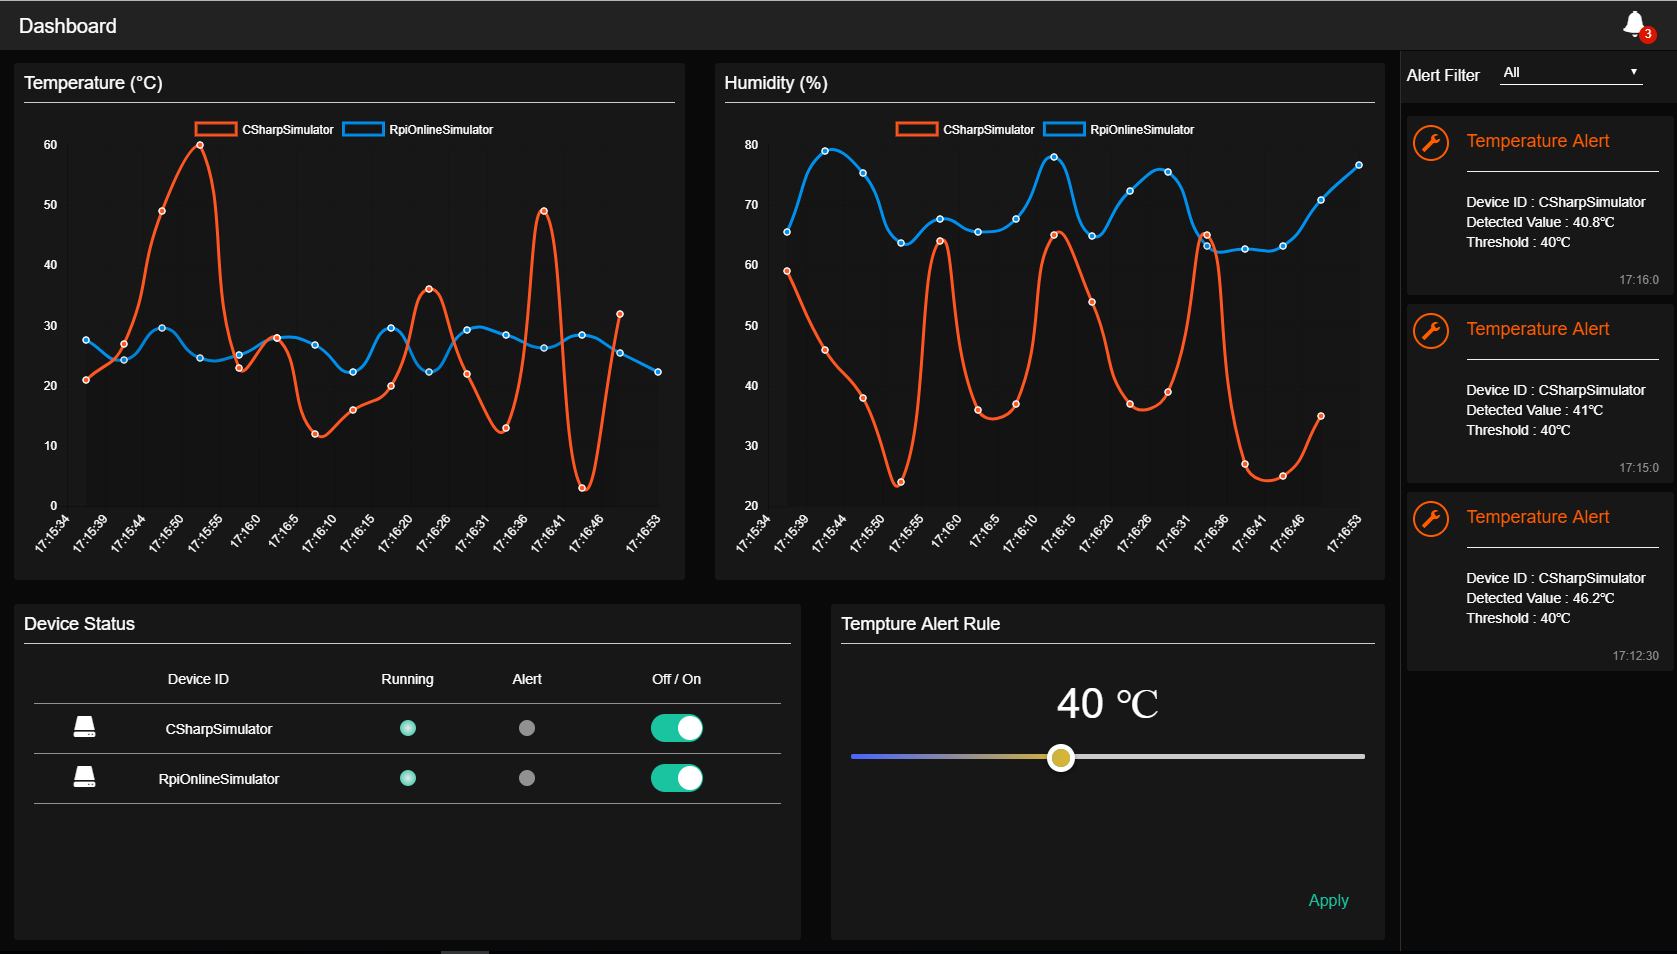 Dashboard
3
Temperature (°C)
CSharpSimulator RpiOnlineSimulator
60
50
40
30
20
10
0
17:15:34 17:15:39 17:15:44 17:15:50 17:15:55 17:16:0 17:16:5 17:16:10 17:16:15 17:16:20 17:16:26 17:16:31 17:16:36 17:16:41 17:16:46 17:16:53
Humidity (%)
CSharpSimulator RpiOnlineSimulator
80
70
60
50
40
30
20
17:15:34 17:15:39 17:15:44 17:15:50 17:15:55 17:16:0 17:16:5 17:16:10 17:16:15 17:16:20 17:16:26 17:16:31 17:16:36 17:16:41 17:16:46 17:16:53
Alert Filter All
Temperature Alert
Device ID : CSharpSimulator
Detected Value : 40.8℃
Threshold : 40℃
17:16:0
Temperature Alert
Device ID : CSharpSimulator
Detected Value : 41℃
Threshold : 40℃
17:15:0
Temperature Alert
Device ID : CSharpSimulator
Detected Value : 46.2℃
Threshold : 40℃
17:12:30
Device Status
Device ID Running Alert Off / On
CSharpSimulator
RpiOnlineSimulator
Tempture Alert Rule
40 ℃
Apply